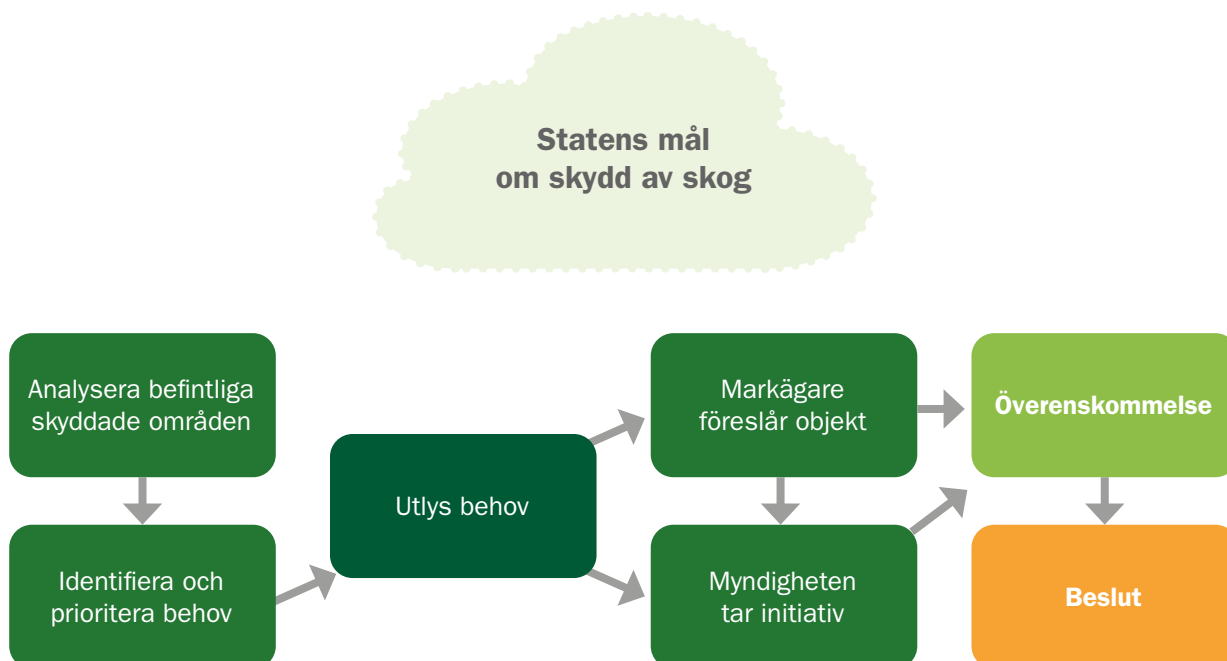 Statens mål
om skydd av skog
Analysera befintliga
skyddade områden
Identifiera och
prioritera behov
Utlys behov
Markägare
föreslår objekt
Myndigheten
tar initiativ
Överenskommelse
Beslut